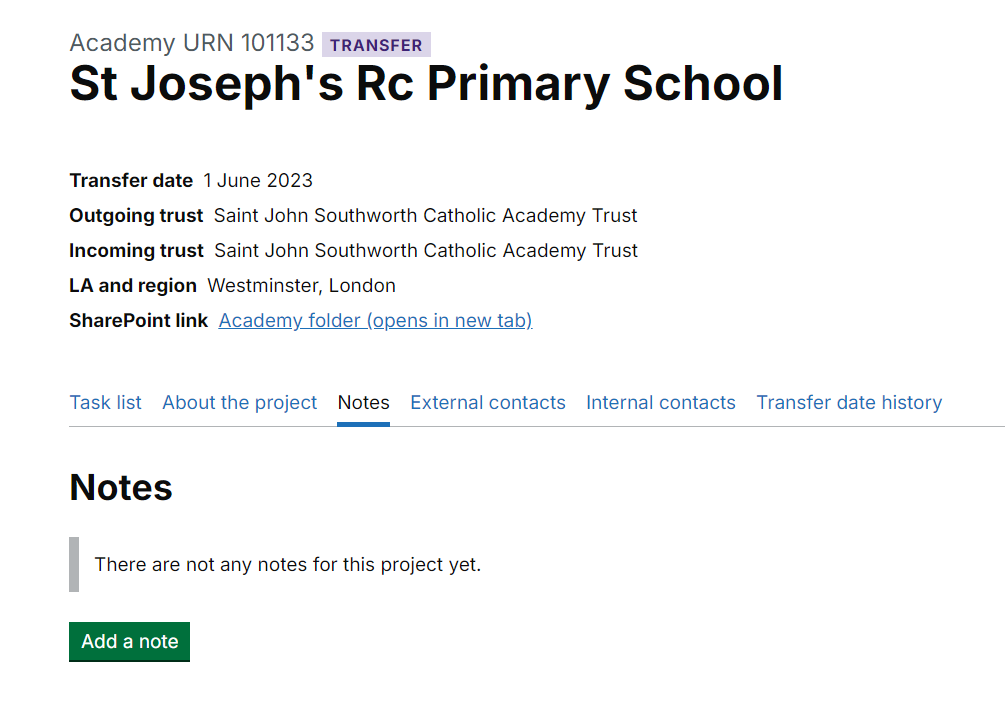 Academy URN 101133 TRANSFER
St Joseph's Rc Primary School
Transfer date 1 June 2023
Outgoing trust Saint John Southworth Catholic Academy Trust
Incoming trust Saint John Southworth Catholic Academy Trust
LA and region Westminster, London
SharePoint link Academy folder (opens in new tab)
Task list About the project Notes External contacts Internal contacts Transfer date history
Notes
There are not any notes for this project yet.
Add a note